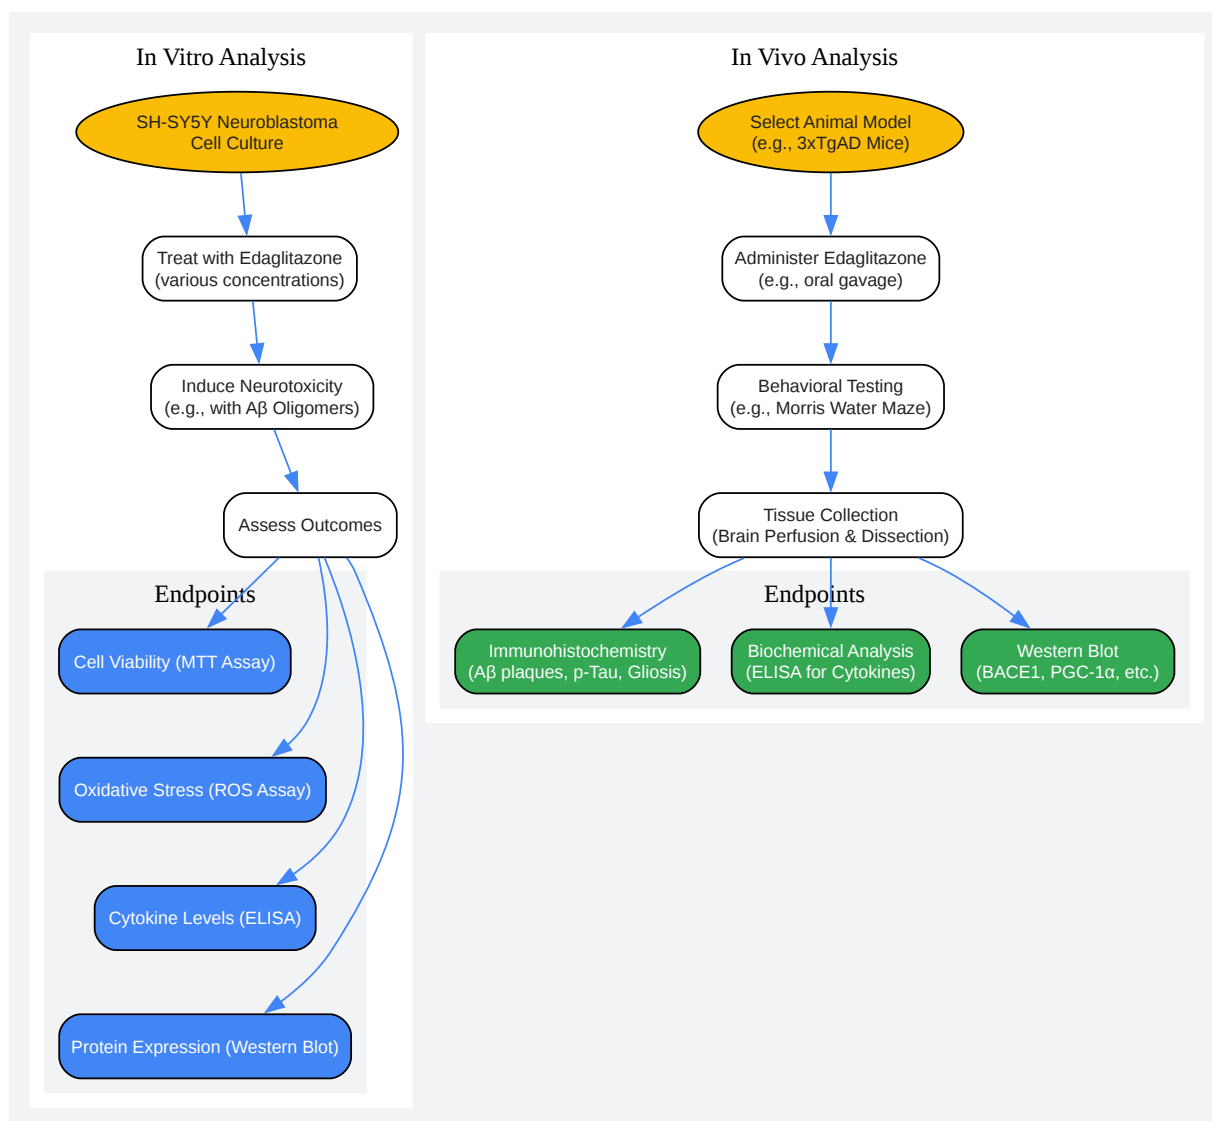 In Vitro Analysis
SH-SY5Y Neuroblastoma
Cell Culture
Treat with Edaglitazone
(various concentrations)
Induce Neurotoxicity
(e.g., with Aβ Oligomers)
Assess Outcomes
Endpoints
Cell Viability (MTT Assay)
Oxidative Stress (ROS Assay)
Cytokine Levels (ELISA)
Protein Expression (Western Blot)
In Vivo Analysis
Select Animal Model
(e.g., 3xTgAD Mice)
Administer Edaglitazone
(e.g., oral gavage)
Behavioral Testing
(e.g., Morris Water Maze)
Tissue Collection
(Brain Perfusion & Dissection)
Endpoints
Immunohistochemistry
(Aβ plaques, p-Tau, Gliosis)
Biochemical Analysis
(ELISA for Cytokines)
Western Blot
(BACE1, PGC-1α, etc.)